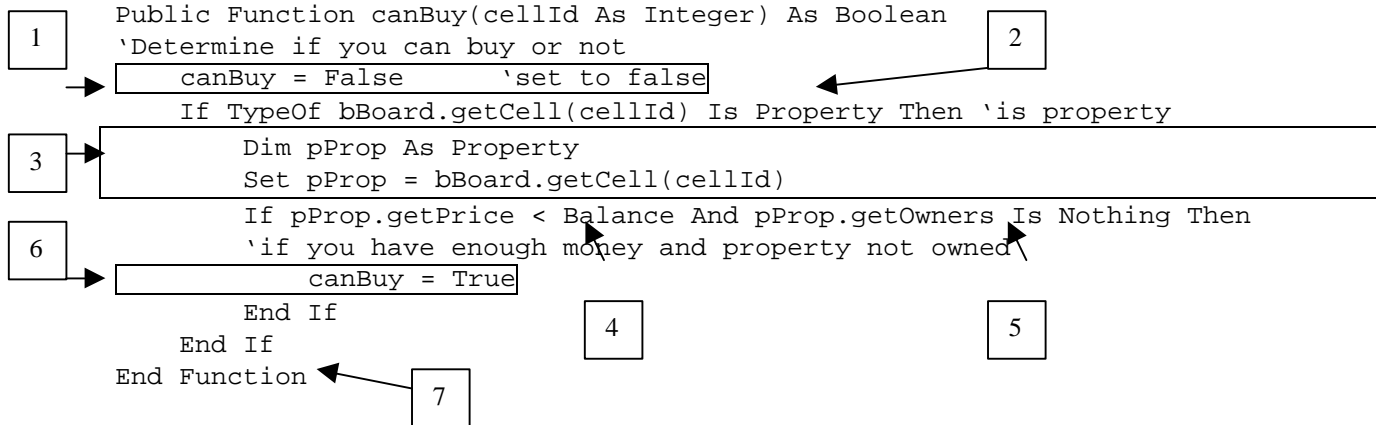 Public Function canBuy(cellId As Integer) As Boolean
1
‘Determine if you can buy or not
2
canBuy = False ‘set to false
If TypeOf bBoard.getCell(cellId) Is Property Then ‘is property
3
Dim pProp As Property
Set pProp = bBoard.getCell(cellId)
If pProp.getPrice < Balance And pProp.getOwners Is Nothing Then
6
‘if you have enough money and property not owned
canBuy = True
End If
4
5
End If
End Function
7